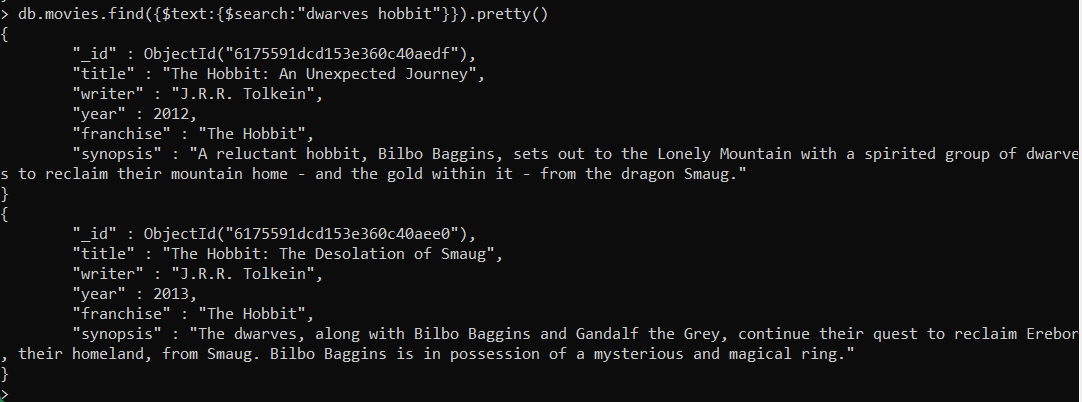 > db.movies.find({$text:{$search:"dwarves hobbit"}}).pretty()
{
"_id" : ObjectId("6175591dcd153e360c40aedf"),
"title" : "The Hobbit: An Unexpected Journey",
"writer" : "J.R.R. Tolkein",
"year" : 2012,
"franchise" : "The Hobbit",
"synopsis" : "A reluctant hobbit, Bilbo Baggins, sets out to the Lonely Mountain with a spirited group of dwarve
s to reclaim their mountain home - and the gold within it - from the dragon Smaug."
}
{
"_id" : ObjectId("6175591dcd153e360c40aee0"),
"title" : "The Hobbit: The Desolation of Smaug",
"writer" : "J.R.R. Tolkein",
"year" : 2013,
"franchise" : "The Hobbit",
"synopsis" : "The dwarves, along with Bilbo Baggins and Gandalf the Grey, continue their quest to reclaim Erebor
, their homeland, from Smaug. Bilbo Baggins is in possession of a mysterious and magical ring."
}
>